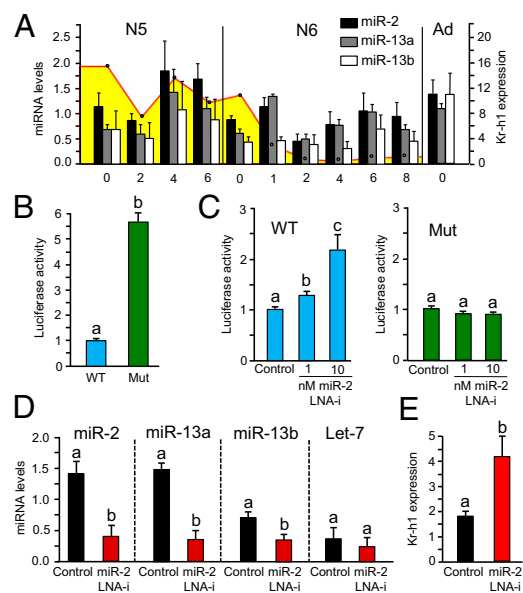 A
N5
N6
Ad
miR-2
miR-13a
miR-13b
miRNA levels
2.5
2.0
1.5
1.0
0.5
0.0
Kr-h1 expression
20
16
12
8
4
0
0 2 4 6 0 1 2 4 6 8 0
B
Luciferase activity
6
5
4
3
2
1
0
a
b
WT
Mut
C
WT
Luciferase activity
3
2
1
0
a
b
c
Control 1 10
nM miR-2
LNA-i
Mut
Luciferase activity
3
2
1
0
a
a
a
Control 1 10
nM miR-2
LNA-i
D
miR-2
miR-13a
miR-13b
Let-7
miRNA levels
2.0
1.5
1.0
0.5
0.0
a
b
a
b
a
b
a
a
Control miR-2 Control miR-2 Control miR-2 Control miR-2
LNA-i LNA-i LNA-i LNA-i
E
Kr-h1 expression
5
4
3
2
1
0
a
b
Control miR-2
LNA-i